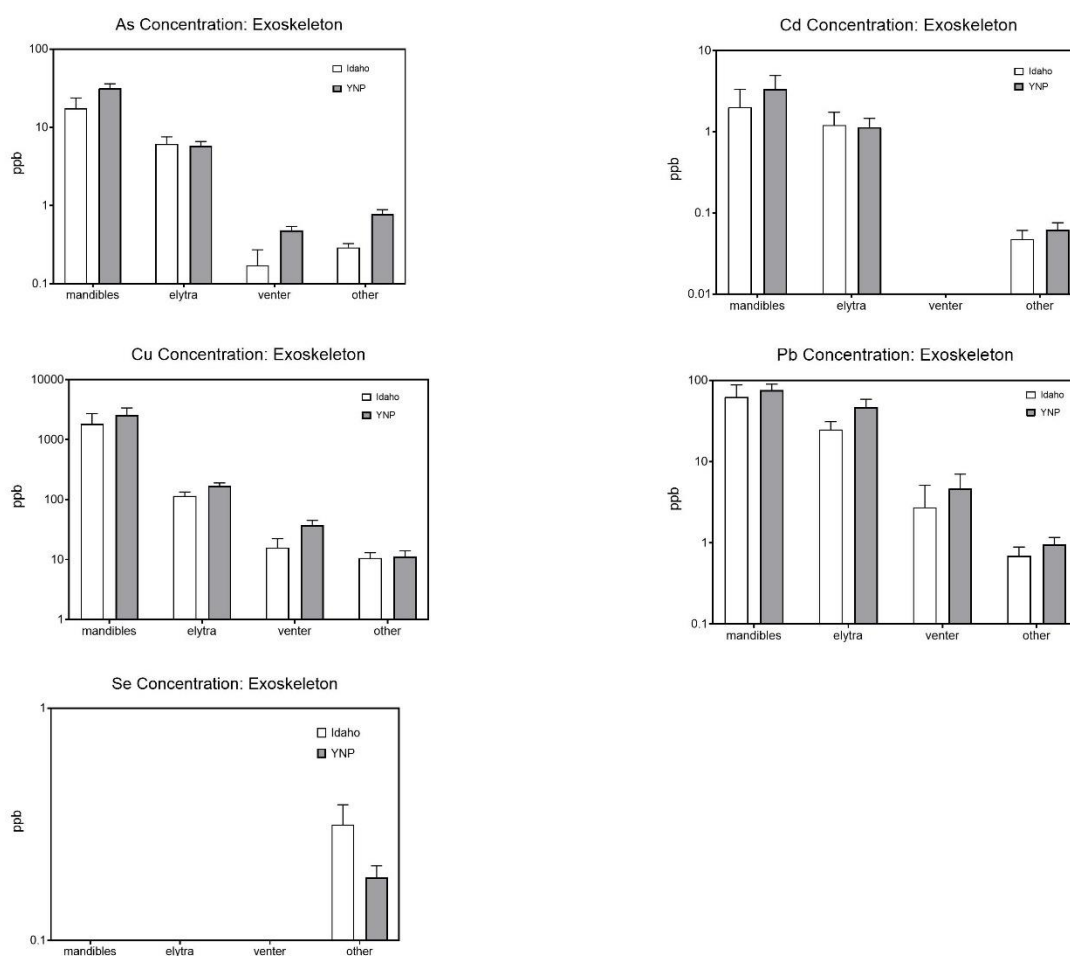 As Concentration: Exoskeleton
100
10
1
0.1
ppb
Idaho
YNP
mandibles elytra venter other
Cd Concentration: Exoskeleton
10
1
0.1
0.01
ppb
Idaho
YNP
mandibles elytra venter other
Cu Concentration: Exoskeleton
10000
1000
100
10
1
ppb
Idaho
YNP
mandibles elytra venter other
Pb Concentration: Exoskeleton
100
10
1
0.1
ppb
Idaho
YNP
mandibles elytra venter other
Se Concentration: Exoskeleton
1
0.1
ppb
Idaho
YNP
mandibles elytra venter other